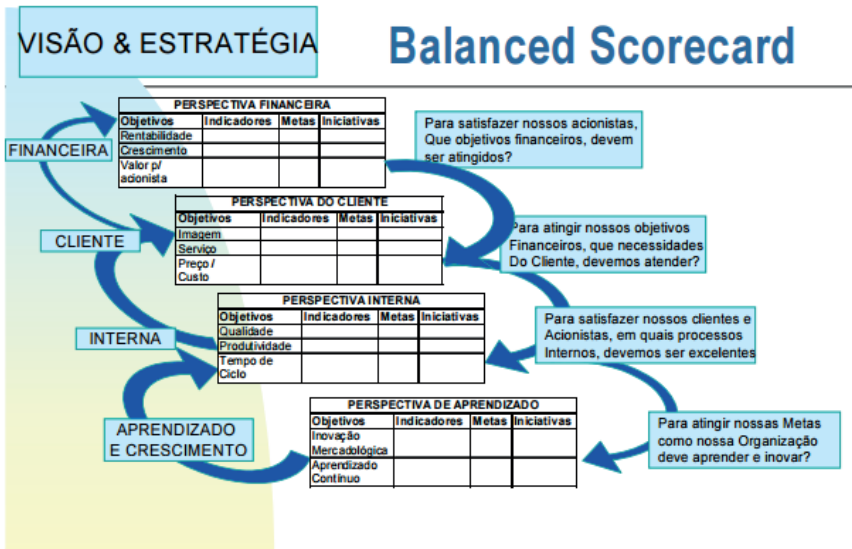 VISÃO & ESTRATÉGIA
Balanced Scorecard
FINANCEIRA
PERSPECTIVA FINANCEIRA
Objetivos Indicadores Metas Iniciativas
Rentabilidade
Crescimento
Valor p/
acionista
Para satisfazer nossos acionistas,
Que objetivos financeiros, devem
ser atingidos?
CLIENTE
PERSPECTIVA DO CLIENTE
Objetivos Indicadores Metas Iniciativas
Imagem
Serviço
Preço /
Custo
Para atingir nossos objetivos
Financeiros, que necessidades
Do Cliente, devemos atender?
INTERNA
PERSPECTIVA INTERNA
Objetivos Indicadores Metas Iniciativas
Qualidade
Produtividade
Tempo de
Ciclo
Para satisfazer nossos clientes e
Acionistas, em quais processos
Internos, devemos ser excelentes
APRENDIZADO
E CRESCIMENTO
PERSPECTIVA DE APRENDIZADO
Objetivos Indicadores Metas Iniciativas
Inovação
Mercadológica
Aprendizado
Contínuo
Para atingir nossas Metas
como nossa Organização
deve aprender e inovar?